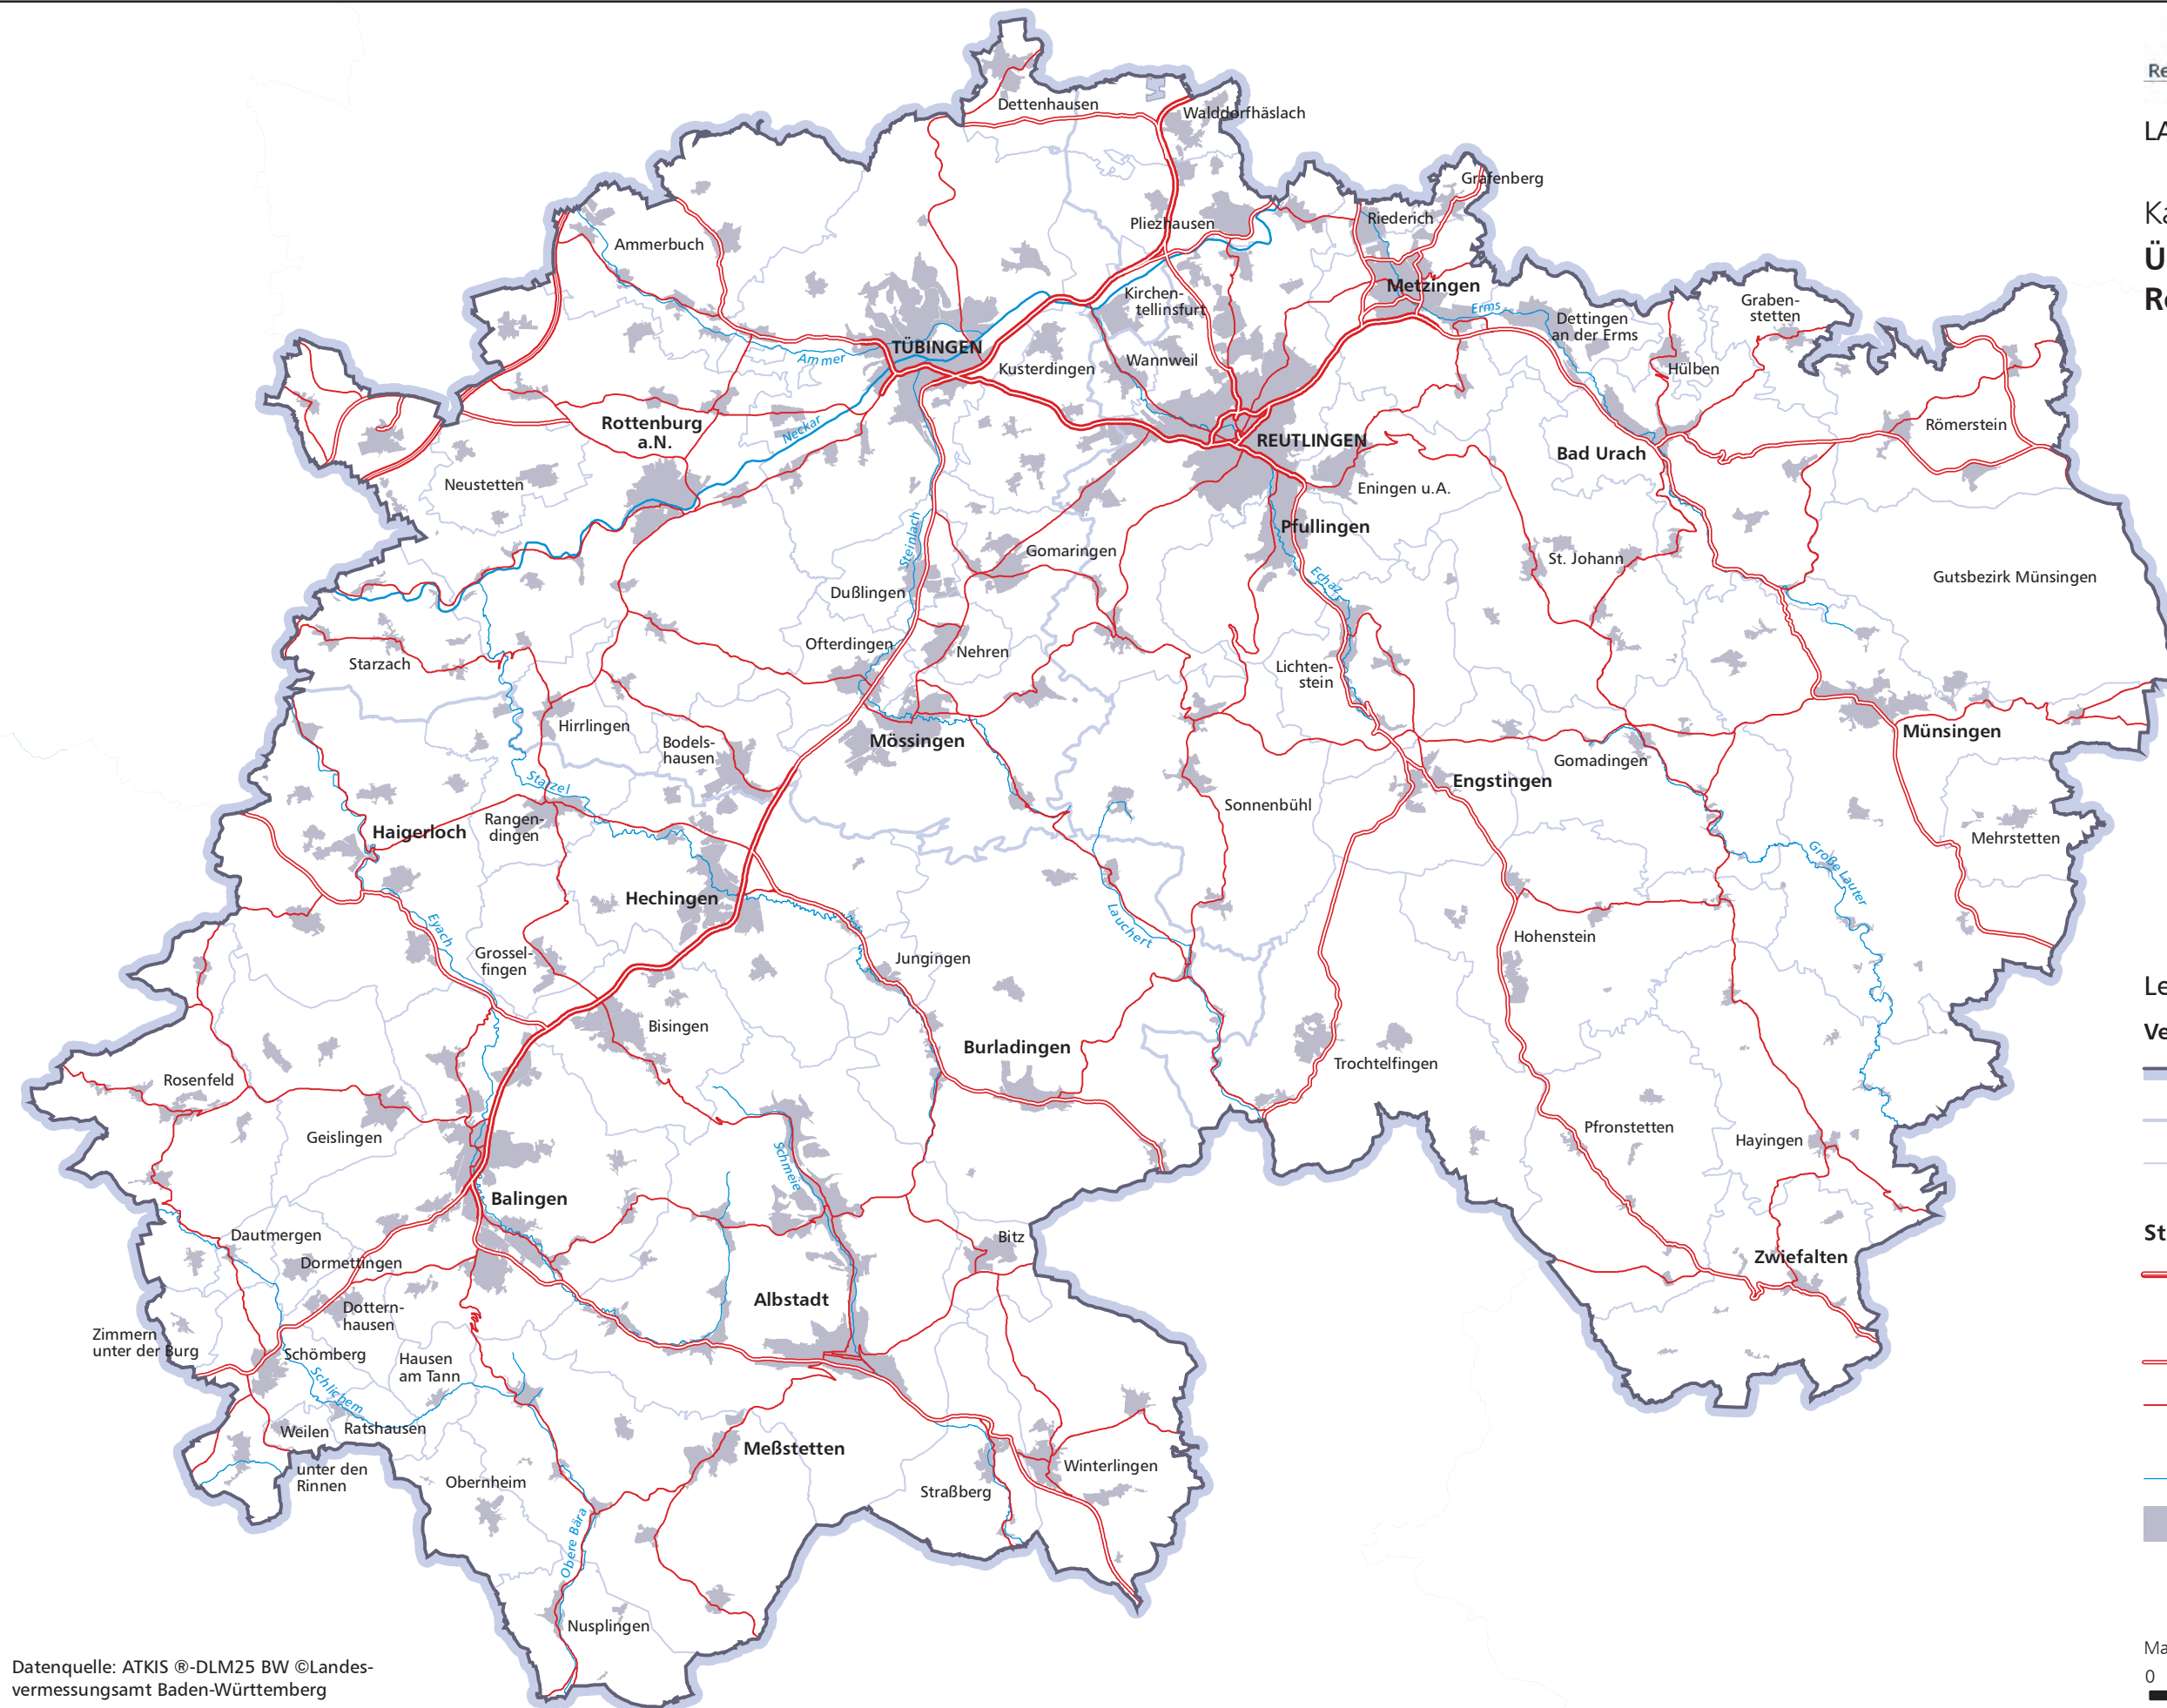 Dettenhausen
Walddorfhäslach
Grafenberg
Riederich
Pliezhausen
Ammerbuch
Metzingen
Kirchen-
tellinsfurt
Erms
Dettingen
an der Erms
Graben-
stetten
TÜBINGEN
Ammer
Kusterdingen
Wannweil
Hülben
Rottenburg
a.N.
Neckar
REUTLINGEN
Römerstein
Bad Urach
Neustetten
Eningen u.A.
Pfullingen
Steinlach
Gomaringen
St. Johann
Gutsbezirk Münsingen
Echaz
Dußlingen
Ofterdingen
Nehren
Starzach
Lichten-
stein
Hirrlingen
Bodels-
hausen
Mössingen
Münsingen
Gomadingen
Engstingen
Starzel
Sonnenbühl
Rangen-
dingen
Haigerloch
Mehrstetten
Große Lauter
Hechingen
Lauchert
Eyach
Hohenstein
Grossel-
fingen
Jungingen
Bisingen
Burladingen
Trochtelfingen
Rosenfeld
Geislingen
Pfronstetten
Hayingen
Schmeie
Balingen
Dautmergen
Bitz
Dormettingen
Zwiefalten
Albstadt
Dottern-
hausen
Zimmern
unter der Burg
Schömberg
Hausen
am Tann
Schlichem
Weilen
Ratshausen
unter den
Rinnen
Meßstetten
Obernheim
Winterlingen
Straßberg
Obere Bära
Nusplingen
Datenquelle: ATKIS ®-DLM25 BW ©Landes-
vermessungsamt Baden-Württemberg
Re
LA
Ka
Ü
Re
Le
Ve
St
Ma
0